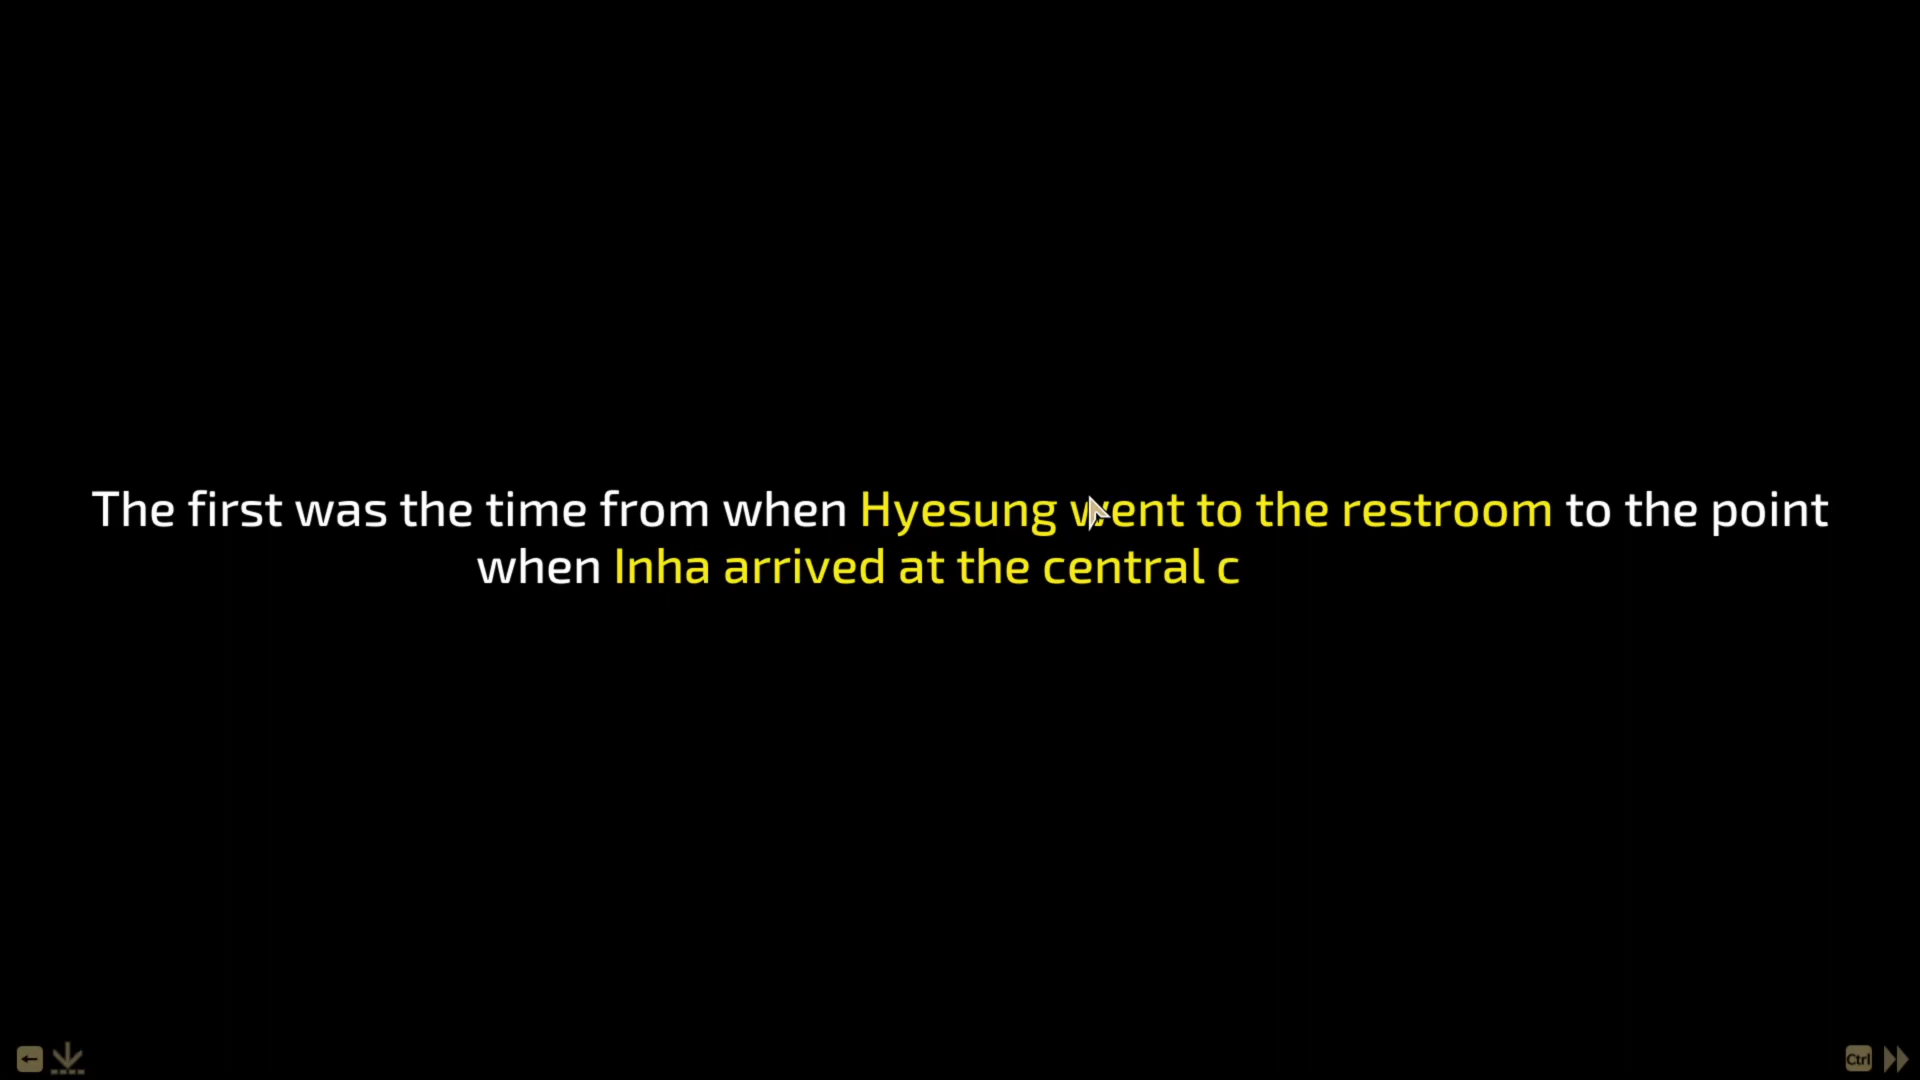 The first was the time from when Hyesung went to the restroom to the point
when Inha arrived at the central c
Ctrl